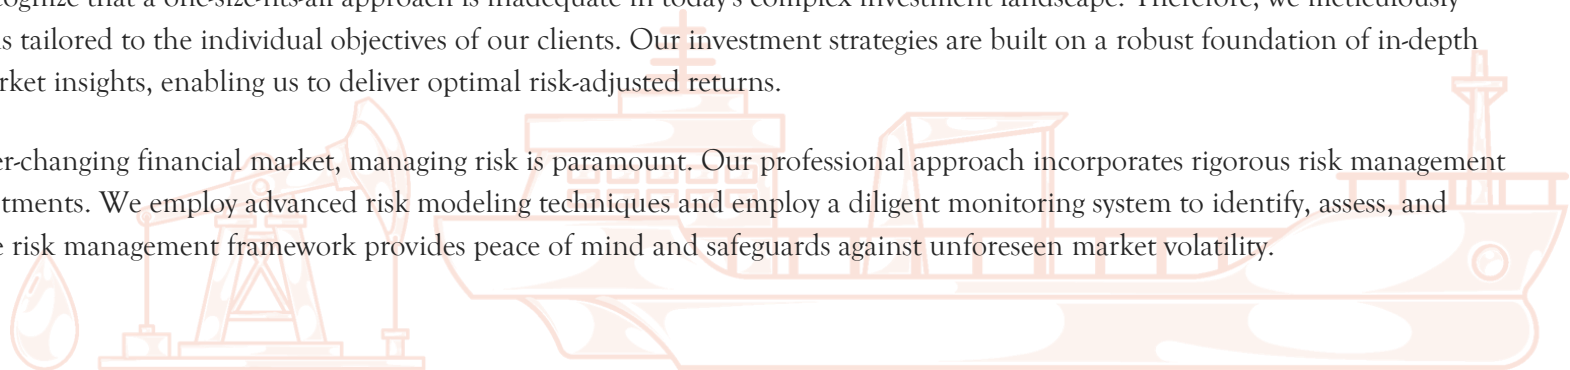 ognize that a one-size-fits-all approach is inadequate in today's complex investment landscape. Therefore, we meticulously
s tailored to the individual objectives of our clients. Our investment strategies are built on a robust foundation of in-depth
rket insights, enabling us to deliver optimal risk-adjusted returns.
er-changing financial market, managing risk is paramount. Our professional approach incorporates rigorous risk management
tments. We employ advanced risk modeling techniques and employ a diligent monitoring system to identify, assess, and
e risk management framework provides peace of mind and safeguards against unforeseen market volatility.